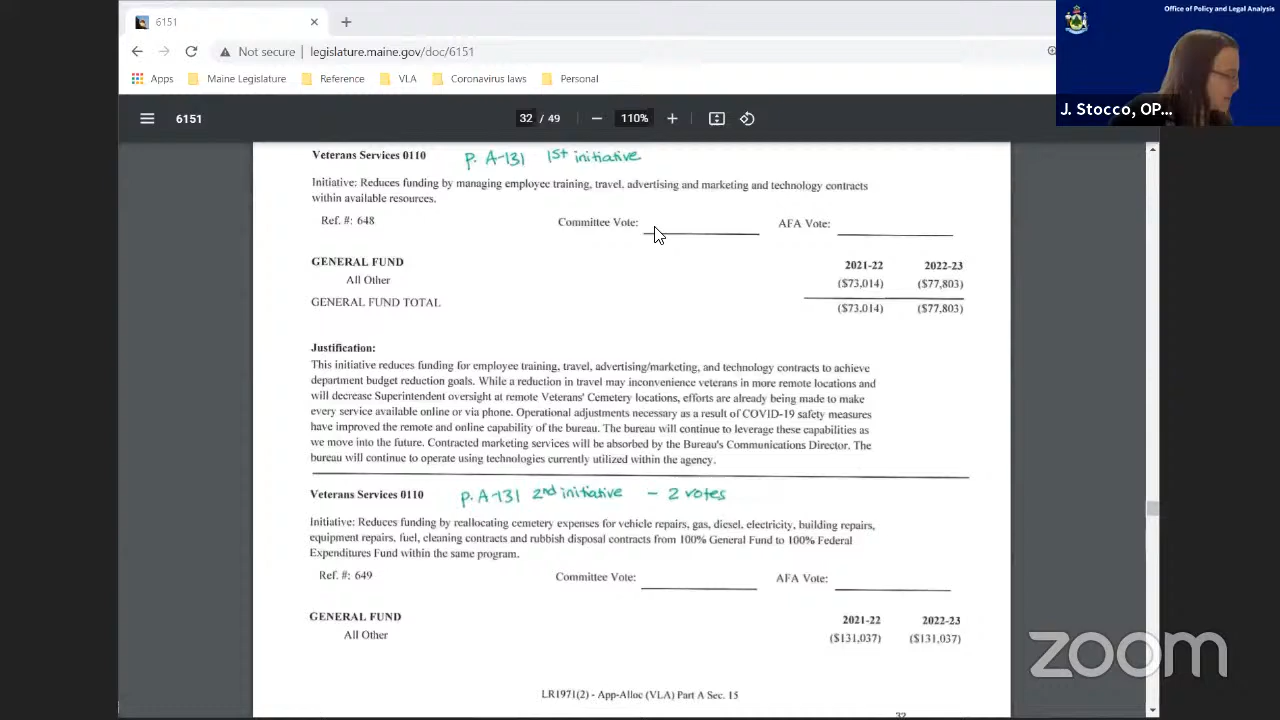 6151
Office of Policy and Legal Analysis
Not secure | legislature.maine.gov/doc/6151
Apps Maine Legislature Reference VLA Coronavirus laws Personal
J. Stocco, OP...
6151 32 / 49 110%
Veterans Services 0110 p. A-131 1st initiative
Initiative: Reduces funding by managing employee training, travel, advertising and marketing and technology contracts
within available resources.
Ref. #: 648 Committee Vote: AFA Vote:
GENERAL FUND 2021-22 2022-23
All Other ($73,014) ($77,803)
GENERAL FUND TOTAL ($73,014) ($77,803)
Justification:
This initiative reduces funding for employee training, travel, advertising/marketing, and technology contracts to achieve
department budget reduction goals. While a reduction in travel may inconvenience veterans in more remote locations and
will decrease Superintendent oversight at remote Veterans' Cemetery locations, efforts are already being made to make
every service available online or via phone. Operational adjustments necessary as a result of COVID-19 safety measures
have improved the remote and online capability of the bureau. The bureau will continue to leverage these capabilities as
we move into the future. Contracted marketing services will be absorbed by the Bureau's Communications Director. The
bureau will continue to operate using technologies currently utilized within the agency.
Veterans Services 0110 p. A-131 2nd initiative - 2 votes
Initiative: Reduces funding by reallocating cemetery expenses for vehicle repairs, gas, diesel, electricity, building repairs,
equipment repairs, fuel, cleaning contracts and rubbish disposal contracts from 100% General Fund to 100% Federal
Expenditures Fund within the same program.
Ref. #: 649 Committee Vote: AFA Vote:
GENERAL FUND 2021-22 2022-23
All Other ($131,037) ($131,037)
LR1971(2) - App-Alloc (VLA) Part A Sec. 15
zoom